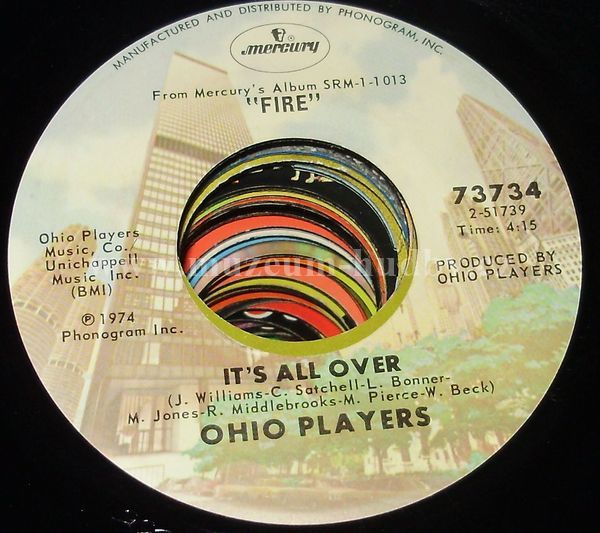 MANUFACTURED AND DISTRIBUTED BY PHONOGRAM, INC.
mercury
From Mercury's Album SRM-1-1013
"FIRE"
73734
2-51739
Time: 4:15
Ohio Players
Music, Co./
Unichappell
Music Inc.
(BMI)
PRODUCED BY
OHIO PLAYERS
℗ 1974
Phonogram Inc.
IT'S ALL OVER
(J. Williams-C. Satchell-L. Bonner-
M. Jones-R. Middlebrooks-M. Pierce-W. Beck)
OHIO PLAYERS